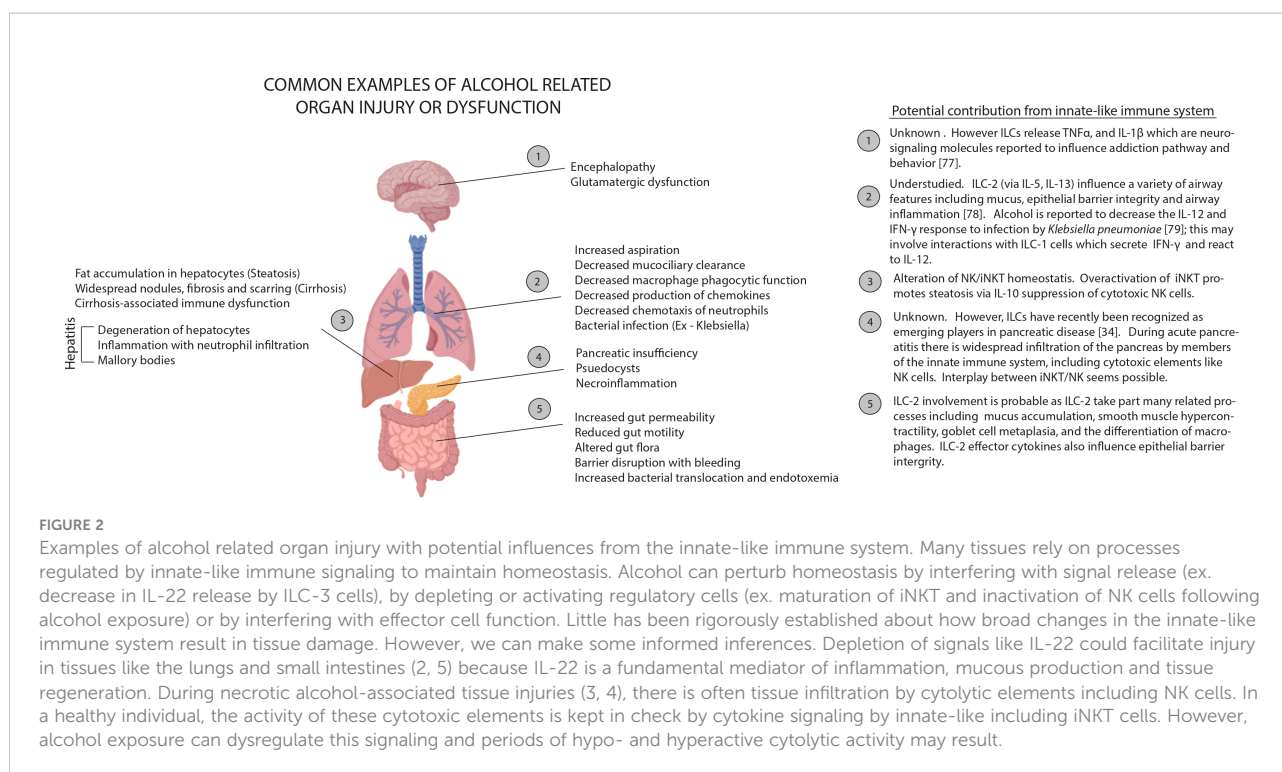 COMMON EXAMPLES OF ALCOHOL RELATED
ORGAN INJURY OR DYSFUNCTION
1
Encephalopathy
Glutamatergic dysfunction
2
Increased aspiration
Decreased mucociliary clearance
Decreased macrophage phagocytic function
Decreased production of chemokines
Decreased chemotaxis of neutrophils
Bacterial infection (Ex - Klebsiella)
Fat accumulation in hepatocytes (Steatosis)
Widespread nodules, fibrosis and scarring (Cirrhosis)
Cirrhosis-associated immune dysfunction
3
Hepatitis
Degeneration of hepatocytes
Inflammation with neutrophil infiltration
Mallory bodies
4
Pancreatic insufficiency
Psuedocysts
Necroinflammation
5
Increased gut permeability
Reduced gut motility
Altered gut flora
Barrier disruption with bleeding
Increased bacterial translocation and endotoxemia
Potential contribution from innate-like immune system
1
Unknown . However ILCs release TNFα, and IL-1β which are neuro-
signaling molecules reported to influence addiction pathway and
behavior [77].
2
Understudied. ILC-2 (via IL-5, IL-13) influence a variety of airway
features including mucus, epithelial barrier integrity and airway
inflammation [78]. Alcohol is reported to decrease the IL-12 and
IFN-γ response to infection by Klebsiella pneumoniae [79]; this may
involve interactions with ILC-1 cells which secrete IFN-γ and react
to IL-12.
3
Alteration of NK/iNKT homeostatis. Overactivation of iNKT pro-
motes steatosis via IL-10 suppression of cytotoxic NK cells.
4
Unknown. However, ILCs have recently been recognized as
emerging players in pancreatic disease [34]. During acute pancre-
atitis there is widespread infiltration of the pancreas by members
of the innate immune system, including cytotoxic elements like
NK cells. Interplay between iNKT/NK seems possible.
5
ILC-2 involvement is probable as ILC-2 take part many related pro-
cesses including mucus accumulation, smooth muscle hypercon-
tractility, goblet cell metaplasia, and the differentiation of macro-
phages. ILC-2 effector cytokines also influence epithelial barrier
intergrity.
FIGURE 2
Examples of alcohol related organ injury with potential influences from the innate-like immune system. Many tissues rely on processes
regulated by innate-like immune signaling to maintain homeostasis. Alcohol can perturb homeostasis by interfering with signal release (ex.
decrease in IL-22 release by ILC-3 cells), by depleting or activating regulatory cells (ex. maturation of iNKT and inactivation of NK cells following
alcohol exposure) or by interfering with effector cell function. Little has been rigorously established about how broad changes in the innate-like
immune system result in tissue damage. However, we can make some informed inferences. Depletion of signals like IL-22 could facilitate injury
in tissues like the lungs and small intestines (2, 5) because IL-22 is a fundamental mediator of inflammation, mucous production and tissue
regeneration. During necrotic alcohol-associated tissue injuries (3, 4), there is often tissue infiltration by cytolytic elements including NK cells. In
a healthy individual, the activity of these cytotoxic elements is kept in check by cytokine signaling by innate-like including iNKT cells. However,
alcohol exposure can dysregulate this signaling and periods of hypo- and hyperactive cytolytic activity may result.